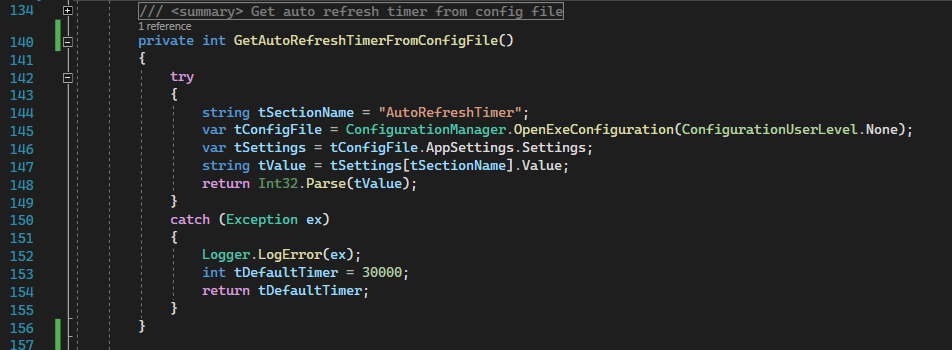 134 /// <summary> Get auto refresh timer from config file
1 reference
140 private int GetAutoRefreshTimerFromConfigFile()
141 {
142 try
143 {
144 string tSectionName = "AutoRefreshTimer";
145 var tConfigFile = ConfigurationManager.OpenExeConfiguration(ConfigurationUserLevel.None);
146 var tSettings = tConfigFile.AppSettings.Settings;
147 string tValue = tSettings[tSectionName].Value;
148 return Int32.Parse(tValue);
149 }
150 catch (Exception ex)
151 {
152 Logger.LogError(ex);
153 int tDefaultTimer = 30000;
154 return tDefaultTimer;
155 }
156 }
157